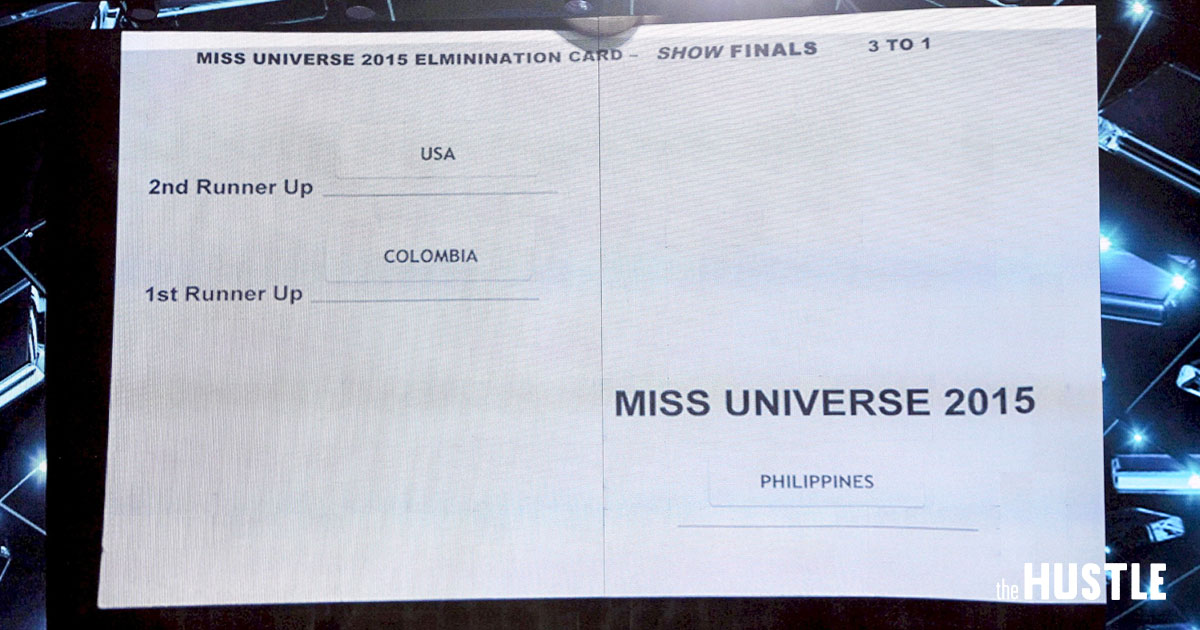 MISS UNIVERSE 2015 ELMININATION CARD – SHOW FINALS 3 TO 1
USA
2nd Runner Up
COLOMBIA
1st Runner Up
MISS UNIVERSE 2015
PHILIPPINES
the HUSTLE